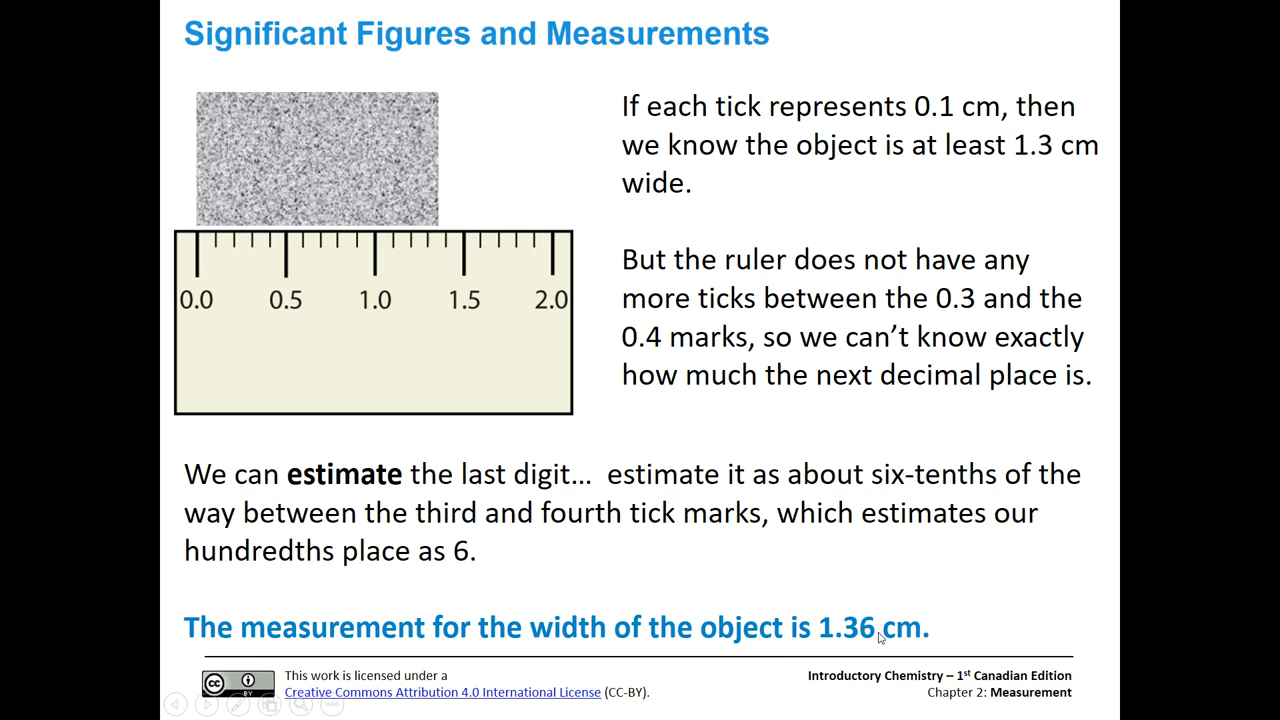 Significant Figures and Measurements
If each tick represents 0.1 cm, then
we know the object is at least 1.3 cm
wide.
0.0 0.5 1.0 1.5 2.0
But the ruler does not have any
more ticks between the 0.3 and the
0.4 marks, so we can’t know exactly
how much the next decimal place is.
We can estimate the last digit... estimate it as about six-tenths of the
way between the third and fourth tick marks, which estimates our
hundredths place as 6.
The measurement for the width of the object is 1.36 cm.
cc BY
This work is licensed under a
Creative Commons Attribution 4.0 International License (CC-BY).
Introductory Chemistry – 1st Canadian Edition
Chapter 2: Measurement